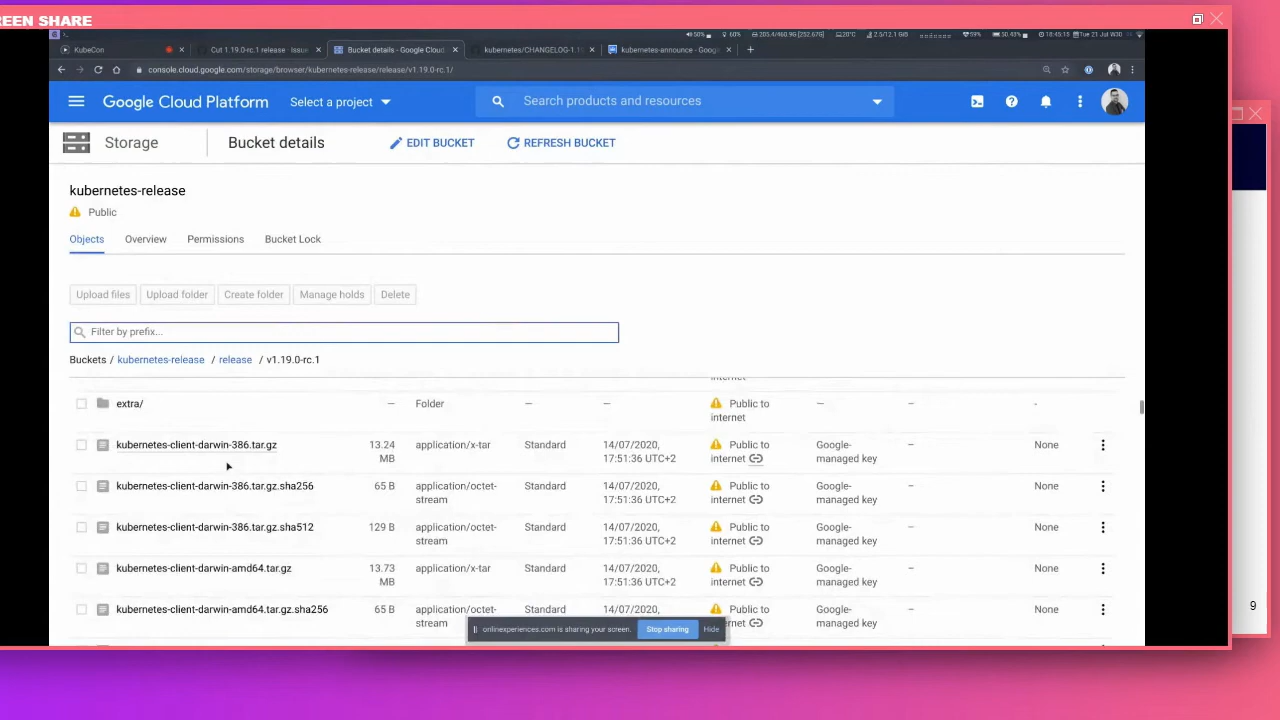 REEN SHARE
KubeCon
Cut 1.19.0-rc.1 release · Issue
Bucket details - Google Cloud
kubernetes/CHANGELOG-1.1
kubernetes-announce - Goog
console.cloud.google.com/storage/browser/kubernetes-release/release/v1.19.0-rc.1/
Google Cloud Platform
Select a project
Search products and resources
Storage
Bucket details
EDIT BUCKET
REFRESH BUCKET
kubernetes-release
Public
Objects
Overview
Permissions
Bucket Lock
Upload files
Upload folder
Create folder
Manage holds
Delete
Filter by prefix...
Buckets / kubernetes-release / release / v1.19.0-rc.1
internet
extra/ — Folder — — Public to — — -
internet
kubernetes-client-darwin-386.tar.gz 13.24 application/x-tar Standard 14/07/2020, Public to Google- — None
MB 17:51:36 UTC+2 internet managed key
kubernetes-client-darwin-386.tar.gz.sha256 65 B application/octet- Standard 14/07/2020, Public to Google- — None
stream 17:51:36 UTC+2 internet managed key
kubernetes-client-darwin-386.tar.gz.sha512 129 B application/octet- Standard 14/07/2020, Public to Google- — None
stream 17:51:36 UTC+2 internet managed key
kubernetes-client-darwin-amd64.tar.gz 13.73 application/x-tar Standard 14/07/2020, Public to Google- — None
MB 17:51:36 UTC+2 internet managed key
kubernetes-client-darwin-amd64.tar.gz.sha256 65 B application/octet- Standard 14/07/2020, Public to Google- — None
stream managed key
onlinexperiences.com is sharing your screen. Stop sharing Hide
9